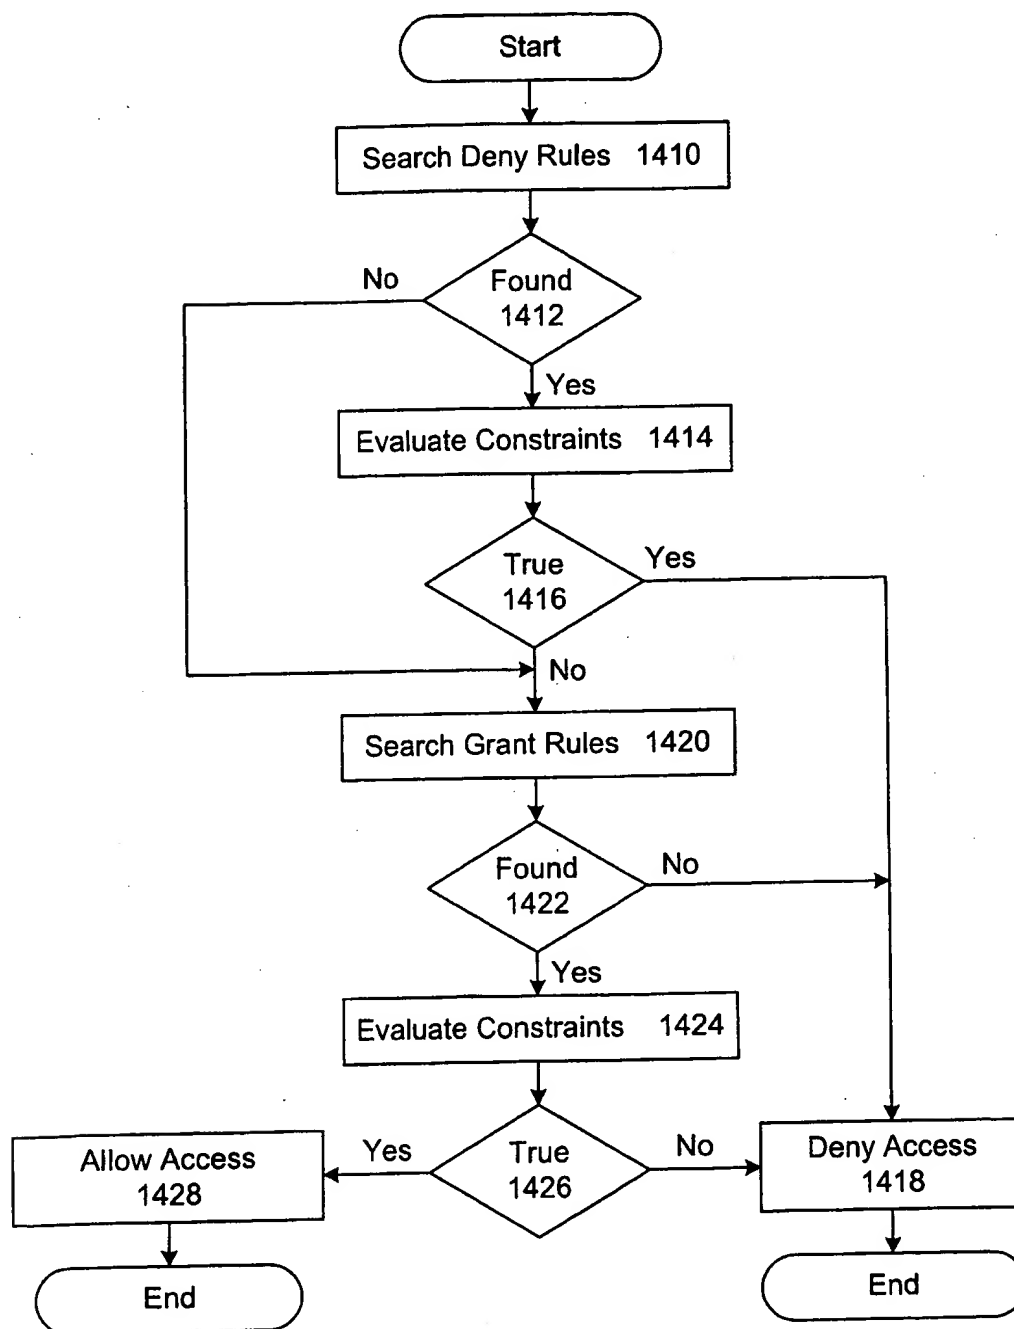 Start
Search Deny Rules 1410
No
Found
1412
Yes
Evaluate Constraints 1414
True
1416
Yes
No
Search Grant Rules 1420
Found
1422
No
Yes
Evaluate Constraints 1424
Allow Access
1428
Yes
True
1426
No
Deny Access
1418
End
End